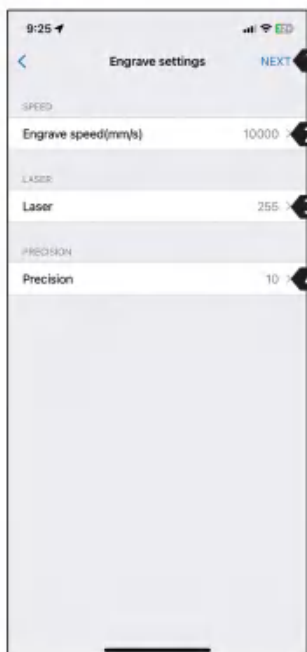 9:25
Engrave settings
NEXT
SPEED
Engrave speed(mm/s) 10000
LASER
Laser 255
PRECISION
Precision 10